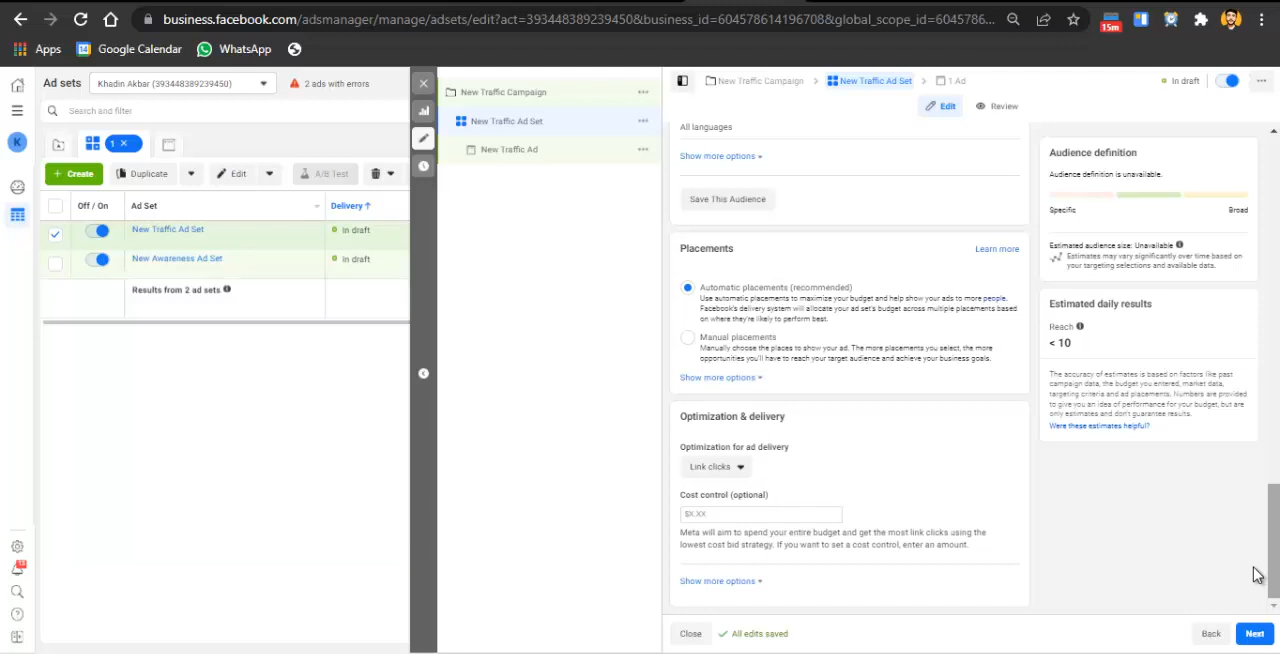 business.facebook.com/adsmanager/manage/adsets/edit?act=393448389239450&business_id=604578614196708&global_scope_id=6045786...
15m
Apps
14
Google Calendar
WhatsApp
Ad sets
Khadin Akbar (393448389239450)
2 ads with errors
Search and filter
K
1 ×
+ Create
Duplicate
Edit
A/B Test
Off / On
Ad Set
Delivery ↑
New Traffic Ad Set
In draft
New Awareness Ad Set
In draft
Results from 2 ad sets
New Traffic Campaign
New Traffic Ad Set
New Traffic Ad
New Traffic Campaign > New Traffic Ad Set > 1 Ad
In draft
Edit
Review
All languages
Show more options
Save This Audience
Placements
Learn more
Automatic placements (recommended)
Use automatic placements to maximize your budget and help show your ads to more people.
Facebook's delivery system will allocate your ad set's budget across multiple placements based
on where they're likely to perform best.
Manual placements
Manually choose the places to show your ad. The more placements you select, the more
opportunities you'll have to reach your target audience and achieve your business goals.
Show more options
Optimization & delivery
Optimization for ad delivery
Link clicks
Cost control (optional)
$X.XX
Meta will aim to spend your entire budget and get the most link clicks using the
lowest cost bid strategy. If you want to set a cost control, enter an amount.
Show more options
Audience definition
Audience definition is unavailable.
Specific
Broad
Estimated audience size: Unavailable
Estimates may vary significantly over time based on
your targeting selections and available data.
Estimated daily results
Reach
< 10
The accuracy of estimates is based on factors like past
campaign data, the budget you entered, market data,
targeting criteria and ad placements. Numbers are provided
to give you an idea of performance for your budget, but are
only estimates and don't guarantee results.
Were these estimates helpful?
Close
All edits saved
Back
Next